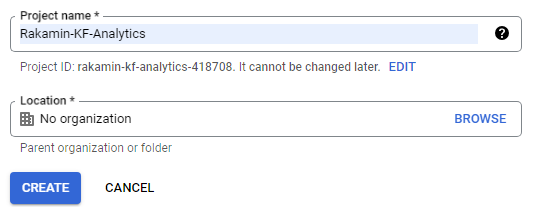 Project name *
Rakamin-KF-Analytics
Project ID: rakamin-kf-analytics-418708. It cannot be changed later. EDIT
Location *
No organization BROWSE
Parent organization or folder
CREATE CANCEL